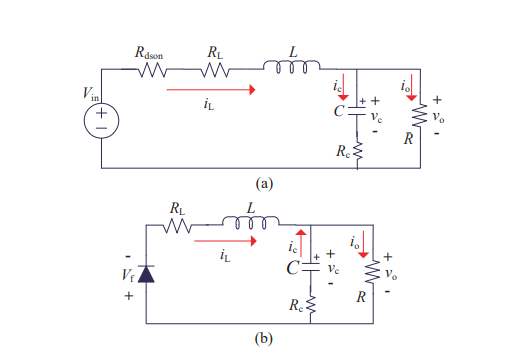 Rdson RL L
Vin + - iL ic C + + vc - Rc io R + vo -
(a)
RL L
- Vf + iL ic C + + vc - Rc io R + vo -
(b)